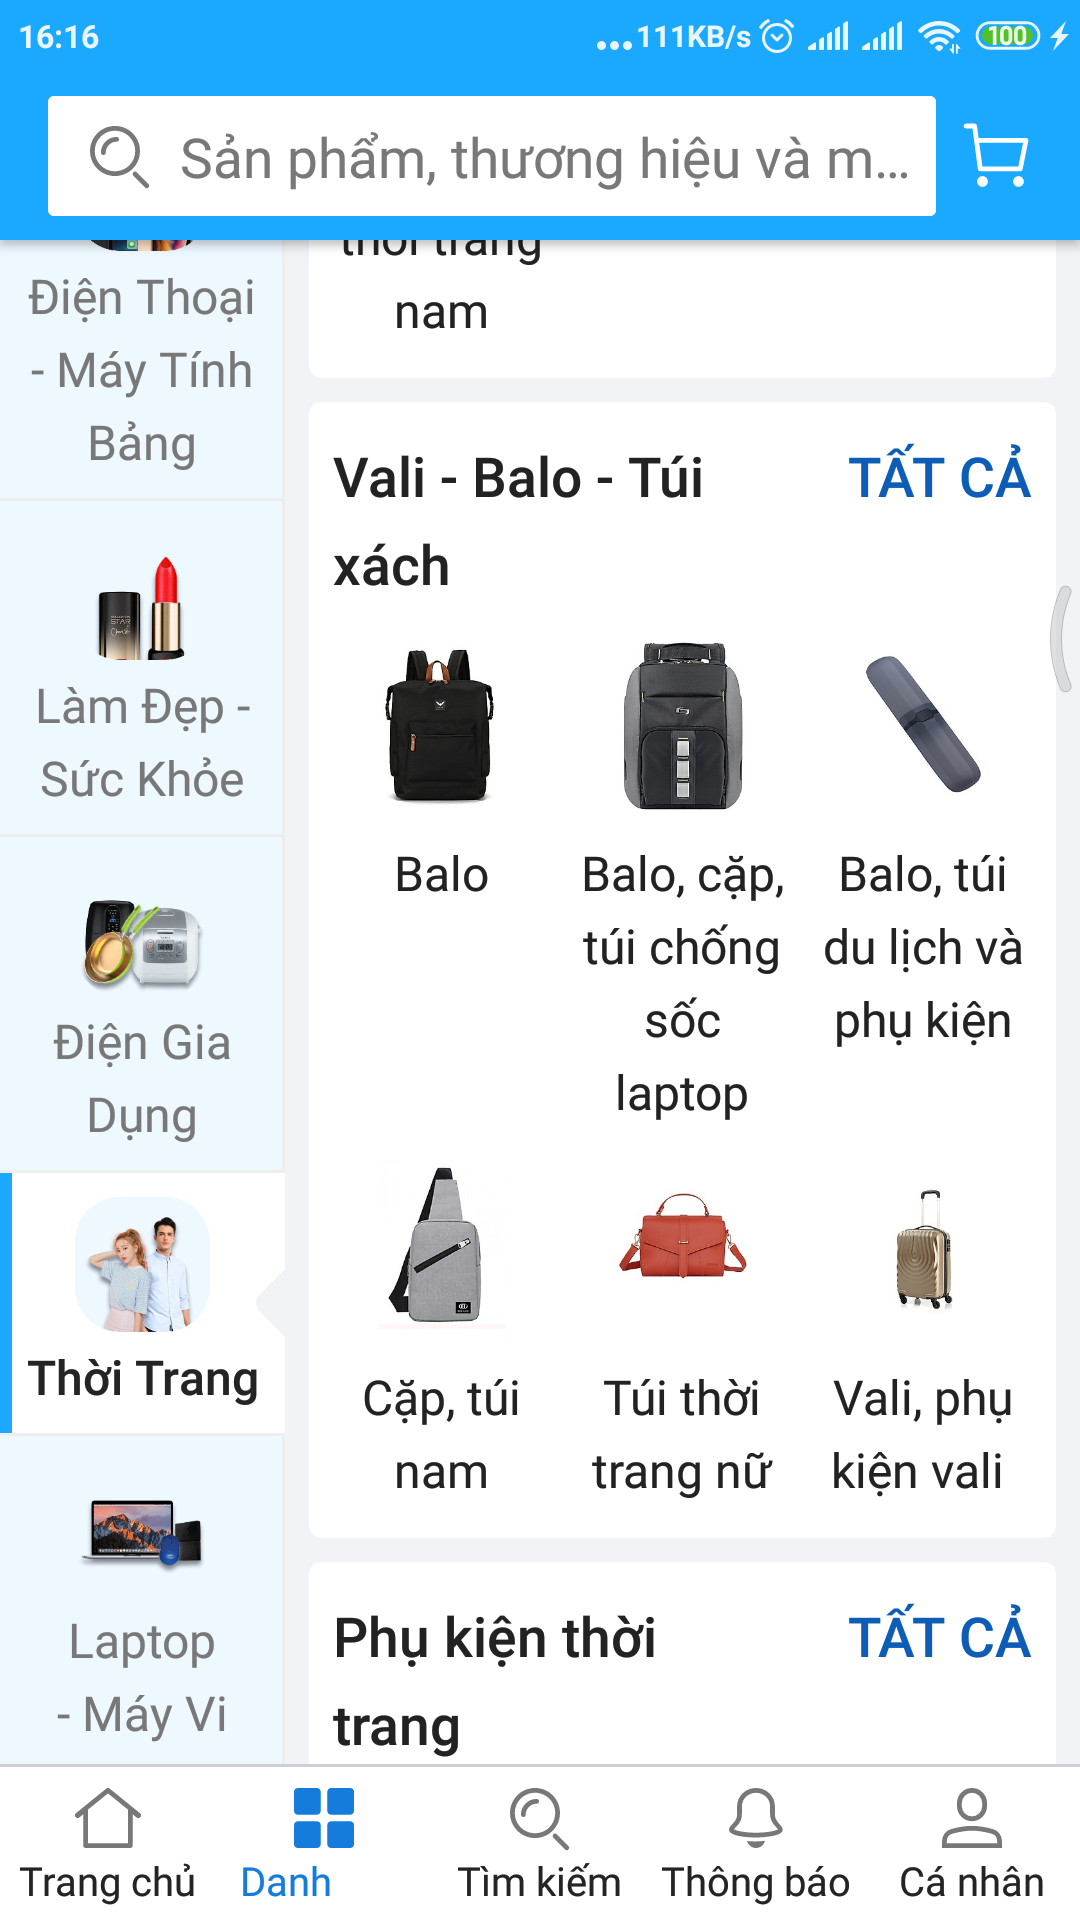 16:16
...111KB/s
100
Sản phẩm, thương hiệu và m...
Điện Thoại
- Máy Tính
Bảng
Làm Đẹp -
Sức Khỏe
Điện Gia
Dụng
Thời Trang
Laptop
- Máy Vi
thời trang
nam
Vali - Balo - Túi
xách
TẤT CẢ
Balo
Balo, cặp,
túi chống
sốc
laptop
Balo, túi
du lịch và
phụ kiện
Cặp, túi
nam
Túi thời
trang nữ
Vali, phụ
kiện vali
Phụ kiện thời
trang
TẤT CẢ
Trang chủ
Danh
Tìm kiếm
Thông báo
Cá nhân